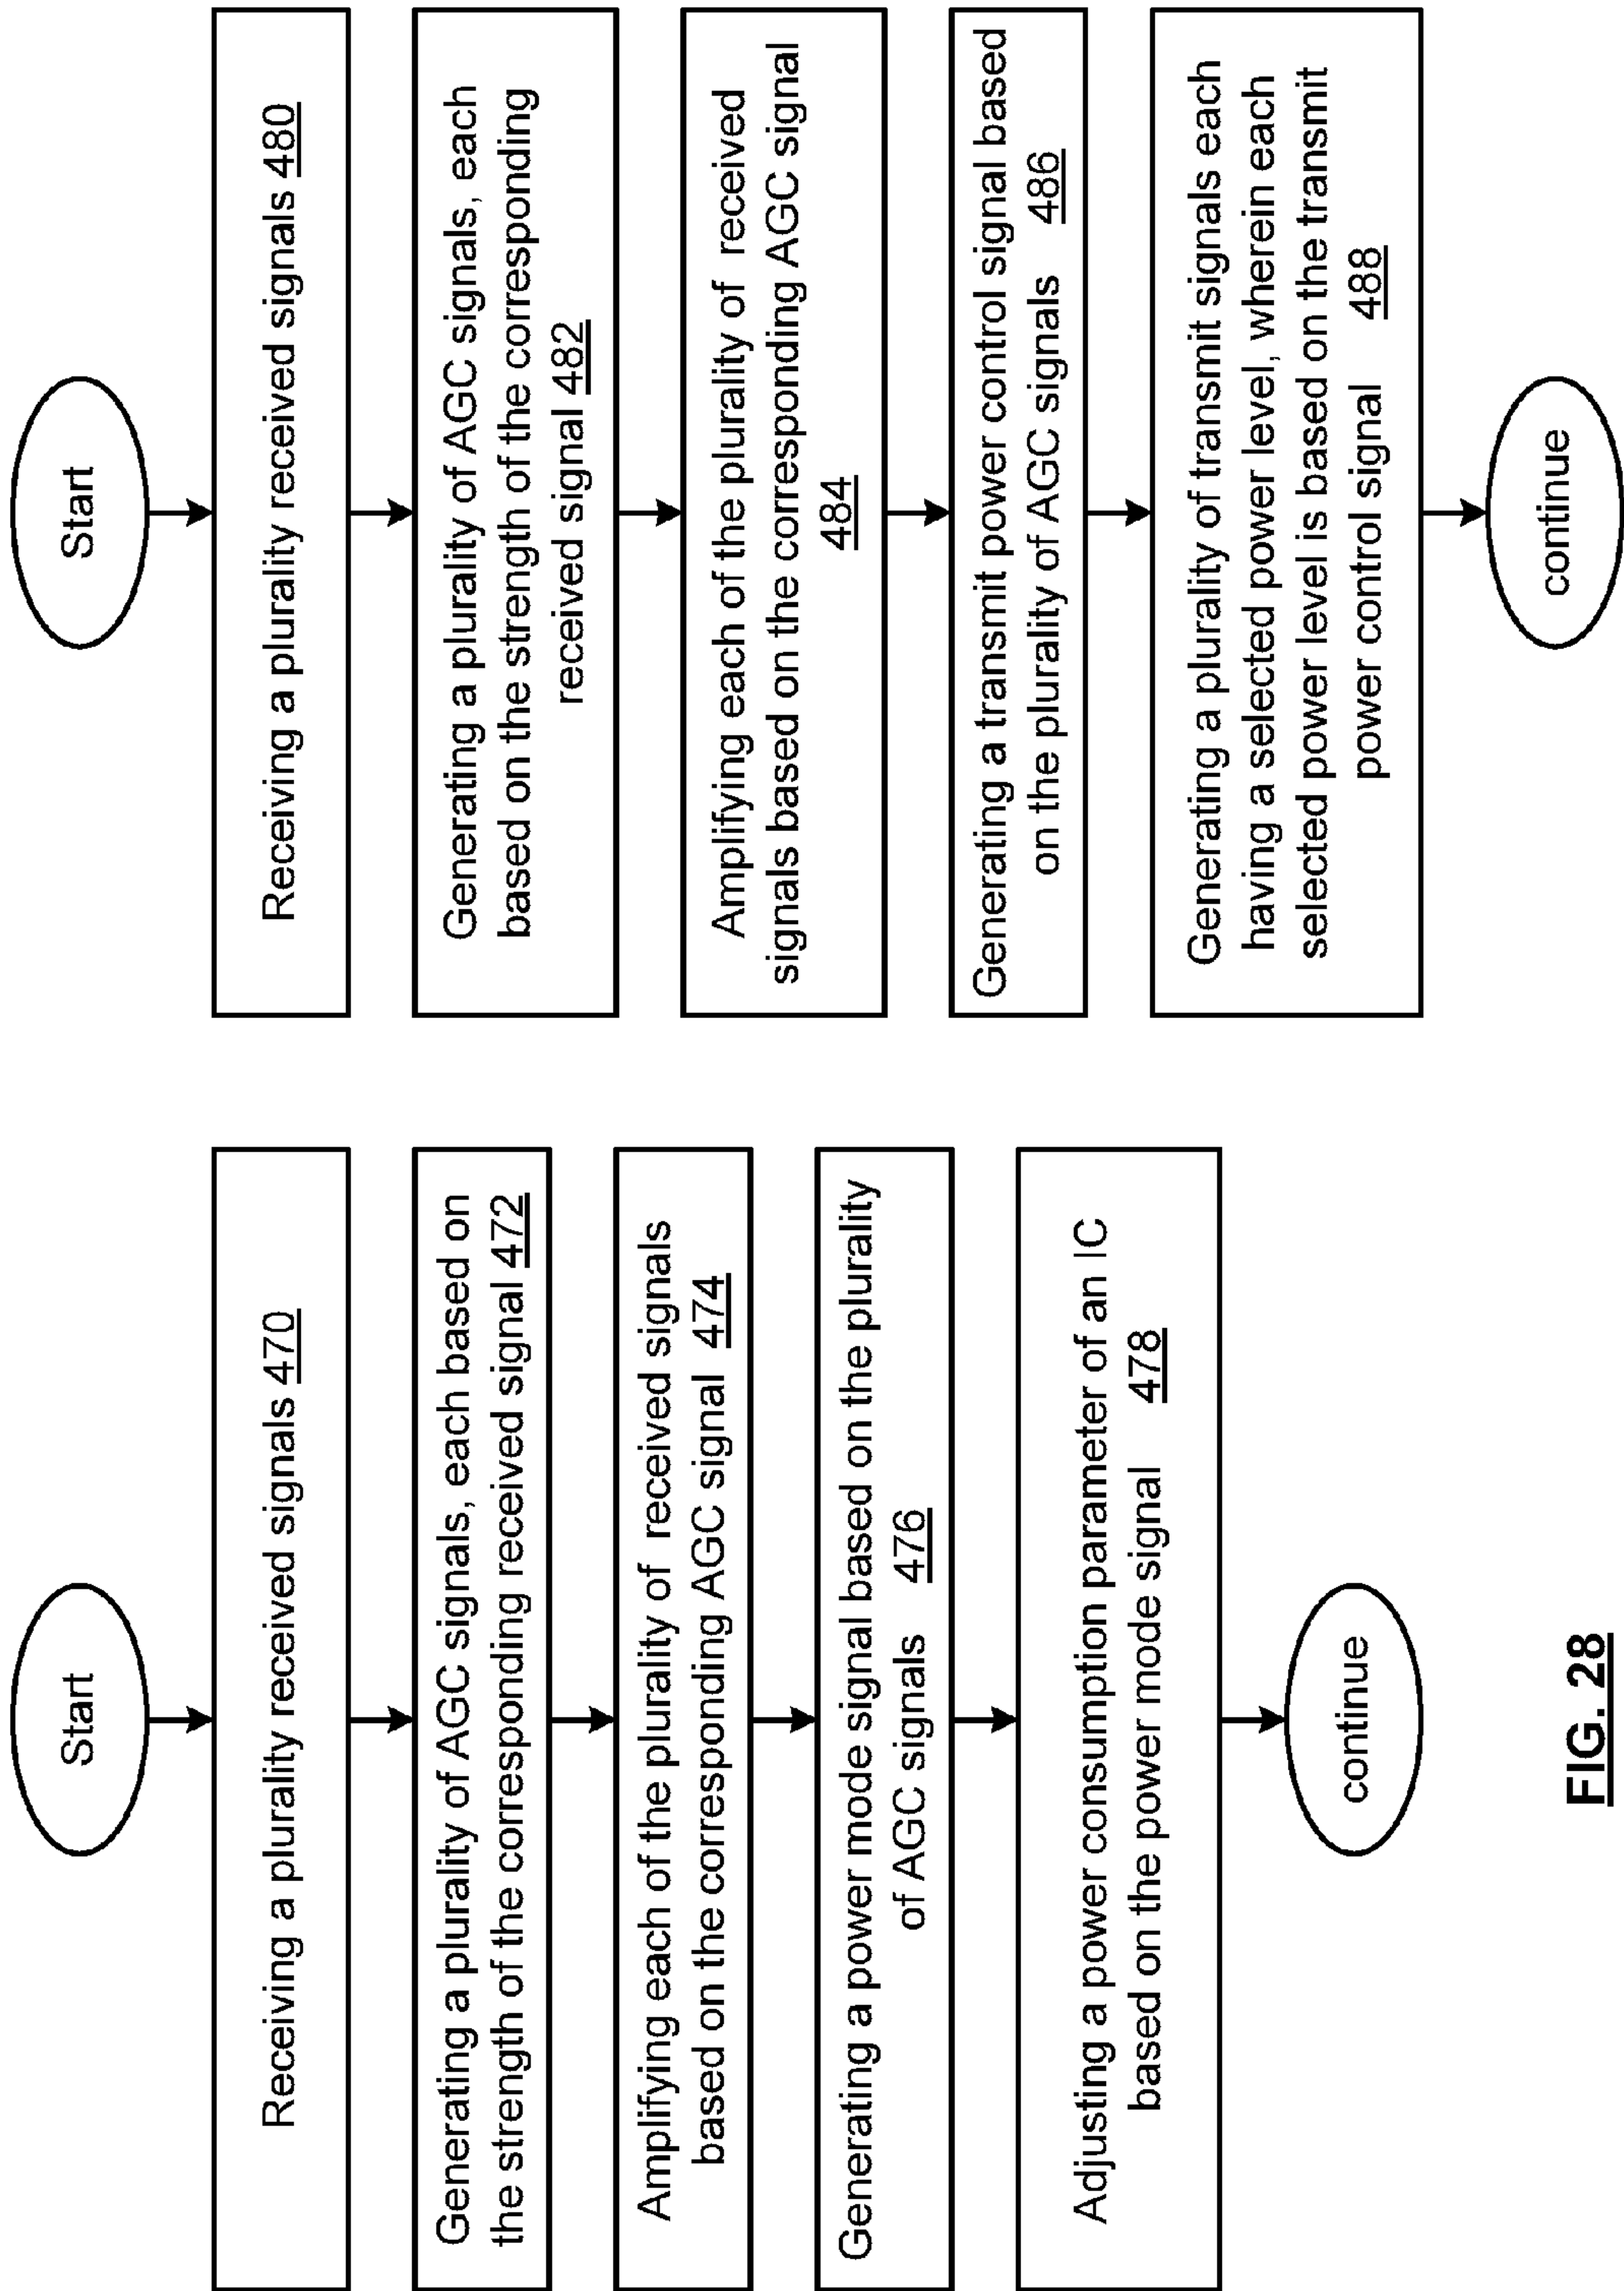 Start
Receiving a plurality received signals 470
Generating a plurality of AGC signals, each based on
the strength of the corresponding received signal 472
Amplifying each of the plurality of received signals
based on the corresponding AGC signal 474
Generating a power mode signal based on the plurality
of AGC signals 476
Adjusting a power consumption parameter of an IC
based on the power mode signal 478
continue
FIG. 28
Start
Receiving a plurality received signals 480
Generating a plurality of AGC signals, each
based on the strength of the corresponding
received signal 482
Amplifying each of the plurality of received
signals based on the corresponding AGC signal
484
Generating a transmit power control signal based
on the plurality of AGC signals 486
Generating a plurality of transmit signals each
having a selected power level, wherein each
selected power level is based on the transmit
power control signal 488
continue